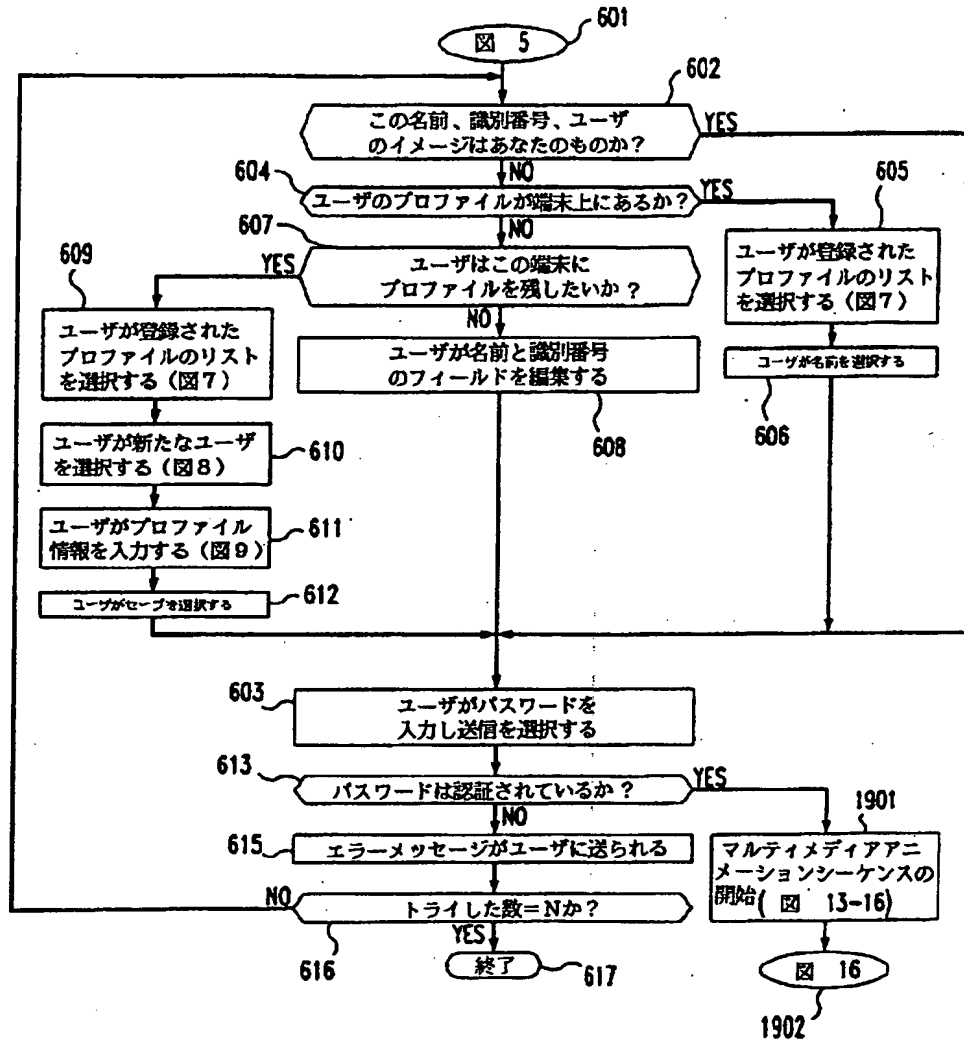 図 5
601
602
この名前、識別番号、ユーザ
のイメージはあなたのものか?
YES
NO
604
ユーザのプロファイルが端末上にあるか?
YES
605
NO
607
ユーザはこの端末に
プロファイルを残したいか?
YES
609
NO
ユーザが登録された
プロファイルのリスト
を選択する(図7)
ユーザが登録された
プロファイルのリスト
を選択する(図7)
ユーザが名前と識別番号
のフィールドを編集する
608
ユーザが名前を選択する
606
ユーザが新たなユーザ
を選択する(図8)
610
ユーザがプロファイル
情報を入力する(図9)
611
ユーザがセーブを選択する
612
603
ユーザがパスワードを
入力し送信を選択する
613
パスワードは認証されているか?
YES
NO
1901
615
エラーメッセージがユーザに送られる
マルティメディアアニ
メーションシーケンスの
開始(図 13-16)
NO
トライした数=Nか?
616
YES
終了
617
図 16
1902